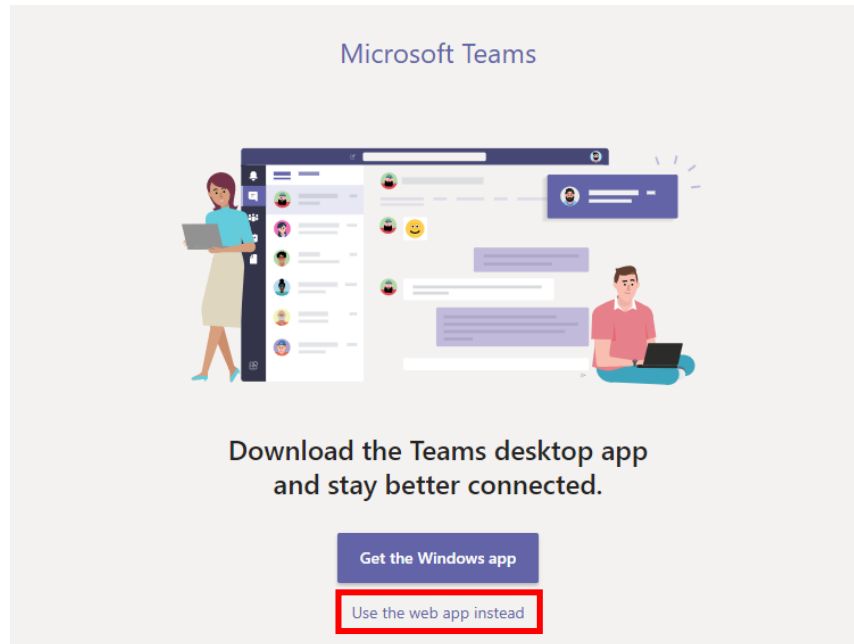 Microsoft Teams
Download the Teams desktop app
and stay better connected.
Get the Windows app
Use the web app instead